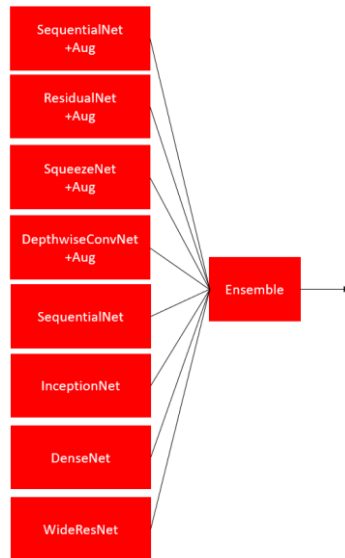 SequentialNet
+Aug
ResidualNet
+Aug
SqueezeNet
+Aug
DepthwiseConvNet
+Aug
SequentialNet
InceptionNet
DenseNet
WideResNet
Ensemble